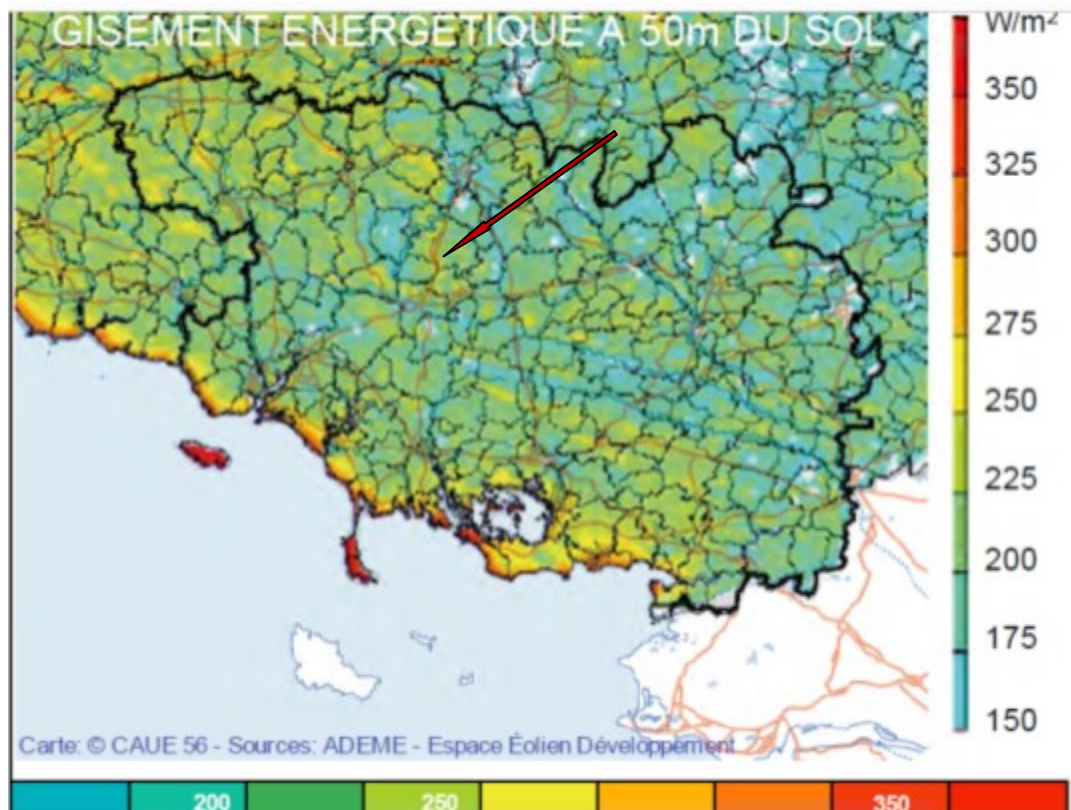 GISEMENT ENERGETIQUE A 50m DU SOL
W/m²
350
325
300
275
250
225
200
175
150
Carte: © CAUE 56 - Sources: ADEME - Espace Éolien Développement
200 250 350